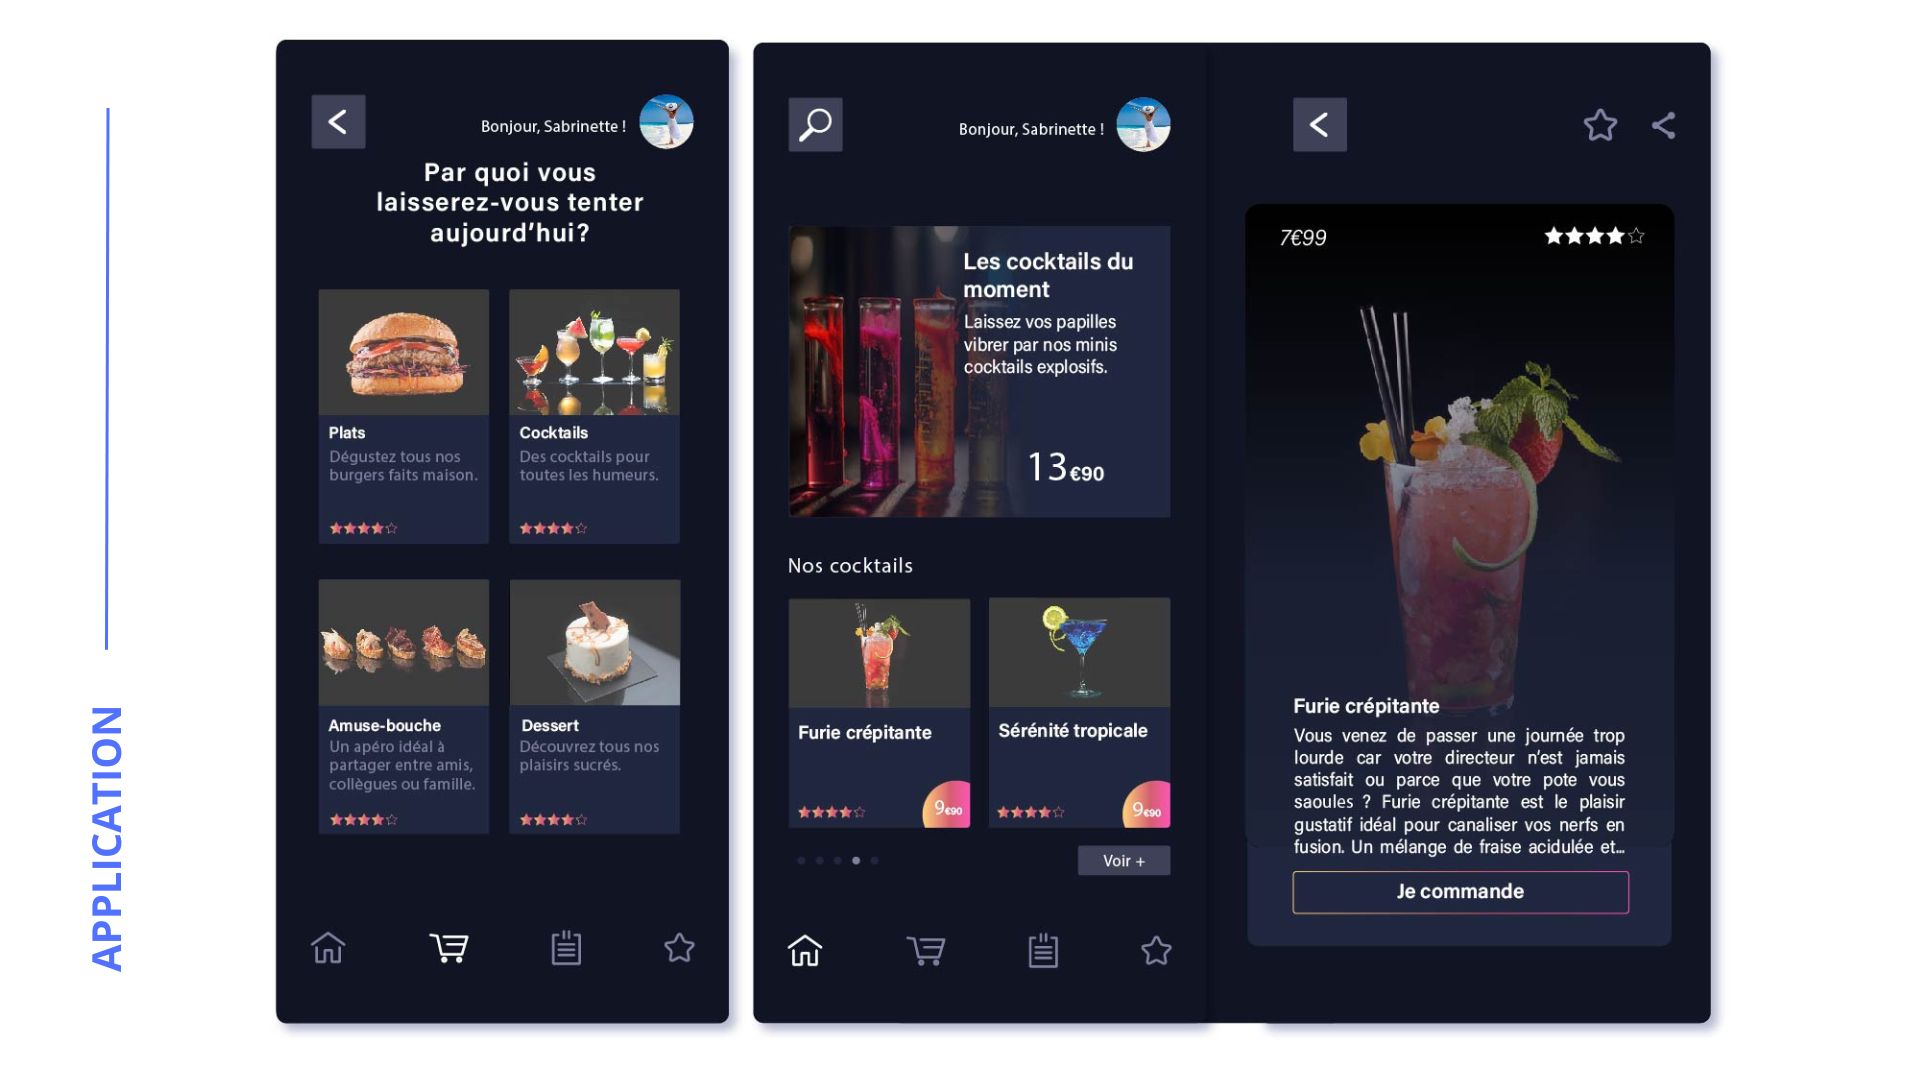 APPLICATION
Bonjour, Sabrinette !
Par quoi vous
laisserez-vous tenter
aujourd'hui?
Plats
Dégustez tous nos
burgers faits maison.
Cocktails
Des cocktails pour
toutes les humeurs.
Amuse-bouche
Un apéro idéal à
partager entre amis,
collègues ou famille.
Dessert
Découvrez tous nos
plaisirs sucrés.
Bonjour, Sabrinette !
Les cocktails du
moment
Laissez vos papilles
vibrer par nos minis
cocktails explosifs.
13€90
Nos cocktails
Furie crépitante
9€90
Sérénité tropicale
9€90
Voir +
7€99
Furie crépitante
Vous venez de passer une journée trop
lourde car votre directeur n'est jamais
satisfait ou parce que votre pote vous
saoules ? Furie crépitante est le plaisir
gustatif idéal pour canaliser vos nerfs en
fusion. Un mélange de fraise acidulée et...
Je commande